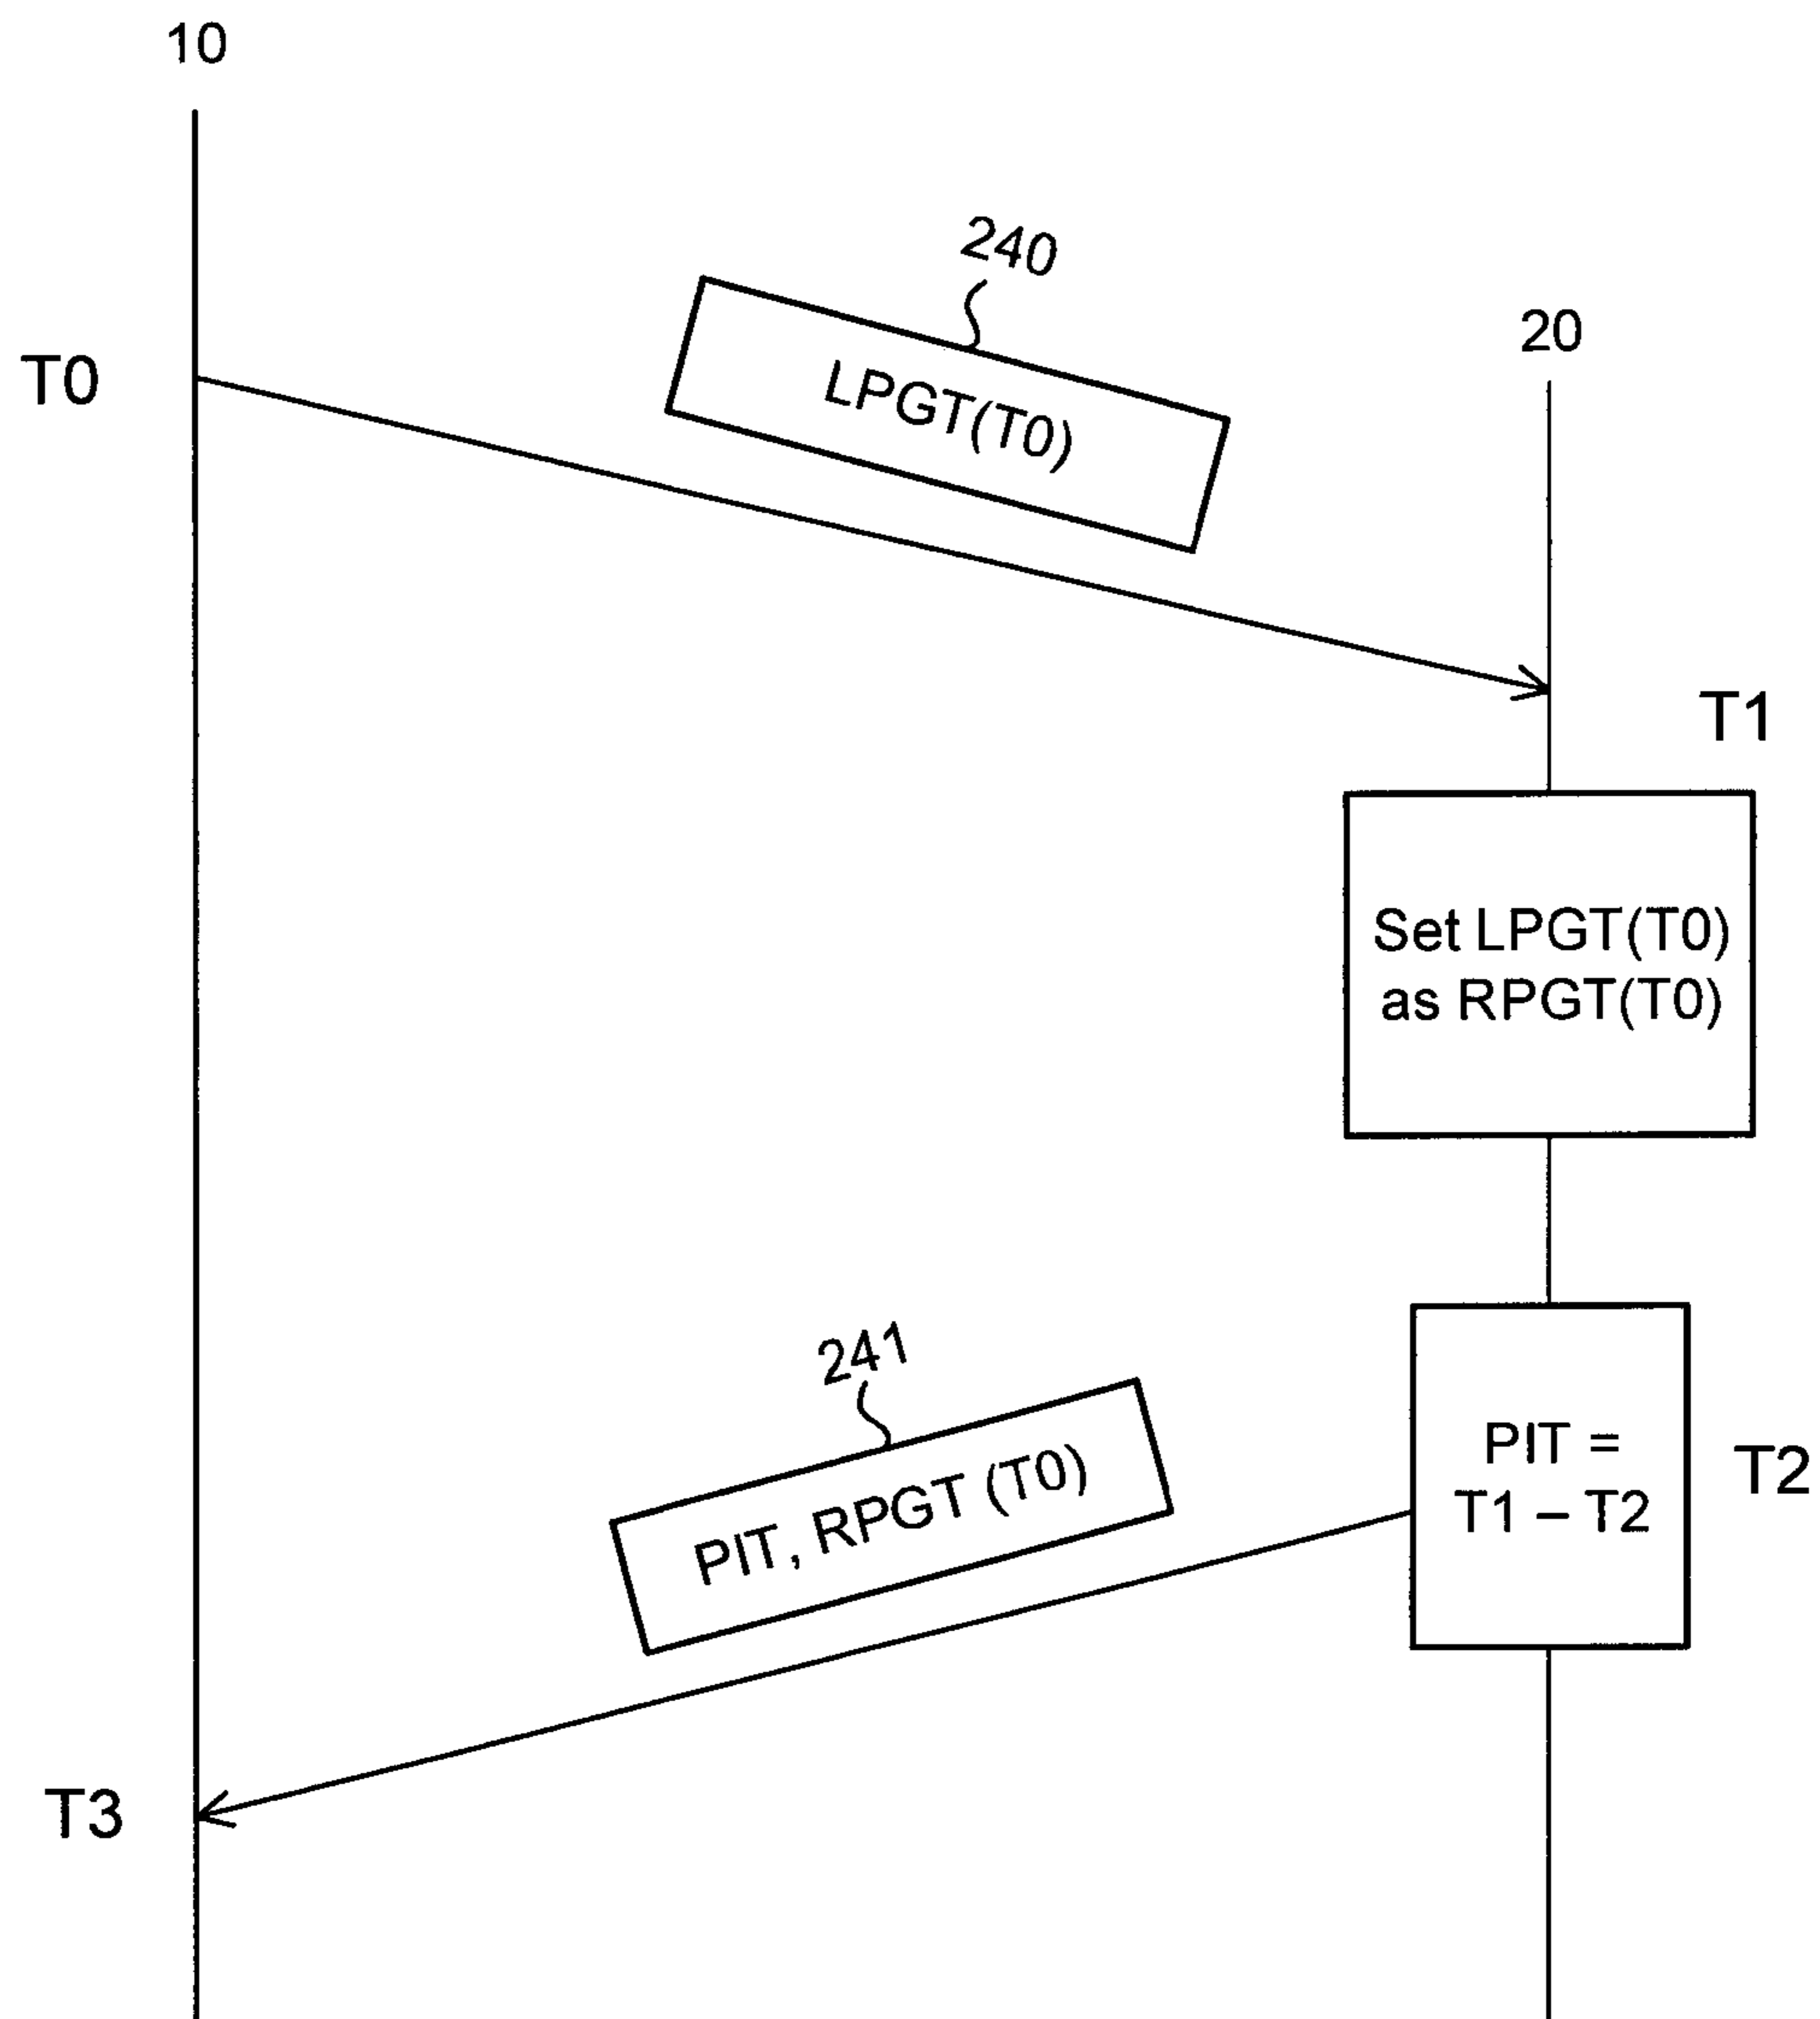 10
240
LPGT(T0)
20
T0
T1
Set LPGT(T0)
as RPGT(T0)
241
PIT, RPGT (T0)
PIT =
T1 – T2
T2
T3